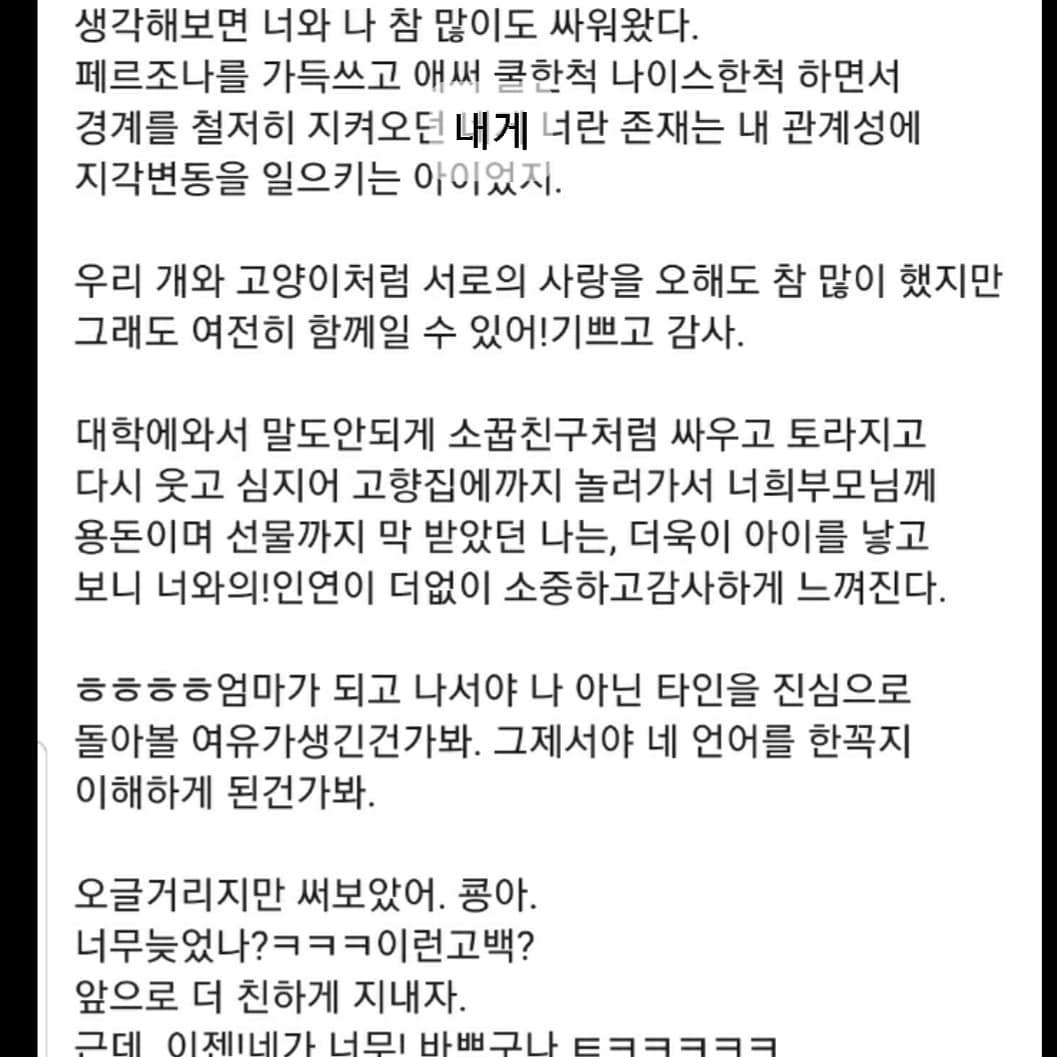 생각해보면 너와 나 참 많이도 싸워왔다.
페르조나를 가득쓰고 애써 쿨한척 나이스한척 하면서
경계를 철저히 지켜오던 내게 너란 존재는 내 관계성에
지각변동을 일으키는 아이었지.
우리 개와 고양이처럼 서로의 사랑을 오해도 참 많이 했지만
그래도 여전히 함께일 수 있어!기쁘고 감사.
대학에와서 말도안되게 소꿉친구처럼 싸우고 토라지고
다시 웃고 심지어 고향집에까지 놀러가서 너희부모님께
용돈이며 선물까지 막 받았던 나는, 더욱이 아이를 낳고
보니 너와의!인연이 더없이 소중하고감사하게 느껴진다.
ㅎㅎㅎㅎ엄마가 되고 나서야 나 아닌 타인을 진심으로
돌아볼 여유가생긴건가봐. 그제서야 네 언어를 한꼭지
이해하게 된건가봐.
오글거리지만 써보았어. 콩아.
너무늦었나?ㅋㅋㅋ이런고백?
앞으로 더 친하게 지내자.
근데, 이젠!네가 너무! 바쁘구나 ㅌㅋㅋㅋㅋㅋ